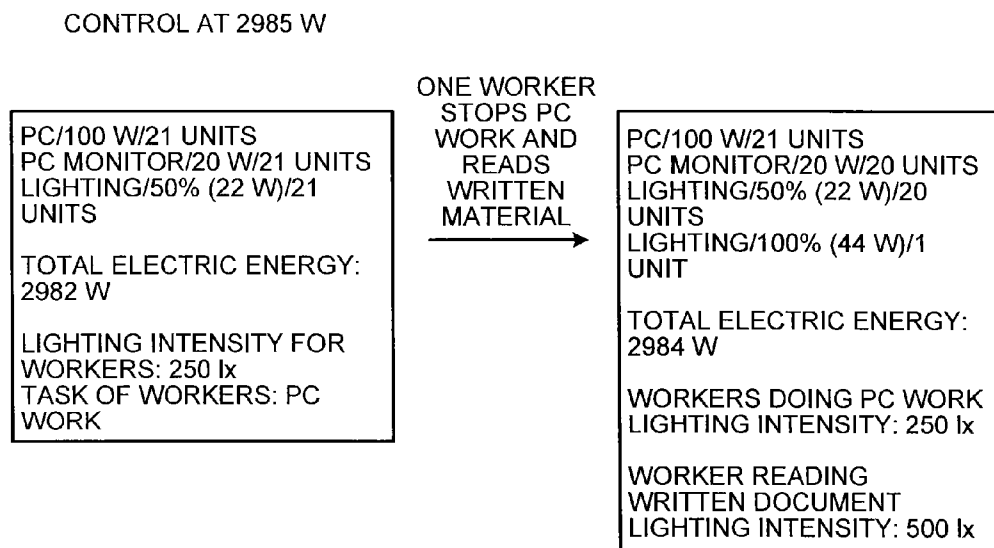 CONTROL AT 2985 W
PC/100 W/21 UNITS
PC MONITOR/20 W/21 UNITS
LIGHTING/50% (22 W)/21
UNITS
TOTAL ELECTRIC ENERGY:
2982 W
LIGHTING INTENSITY FOR
WORKERS: 250 lx
TASK OF WORKERS: PC
WORK
ONE WORKER
STOPS PC
WORK AND
READS
WRITTEN
MATERIAL
PC/100 W/21 UNITS
PC MONITOR/20 W/20 UNITS
LIGHTING/50% (22 W)/20
UNITS
LIGHTING/100% (44 W)/1
UNIT
TOTAL ELECTRIC ENERGY:
2984 W
WORKERS DOING PC WORK
LIGHTING INTENSITY: 250 lx
WORKER READING
WRITTEN DOCUMENT
LIGHTING INTENSITY: 500 lx